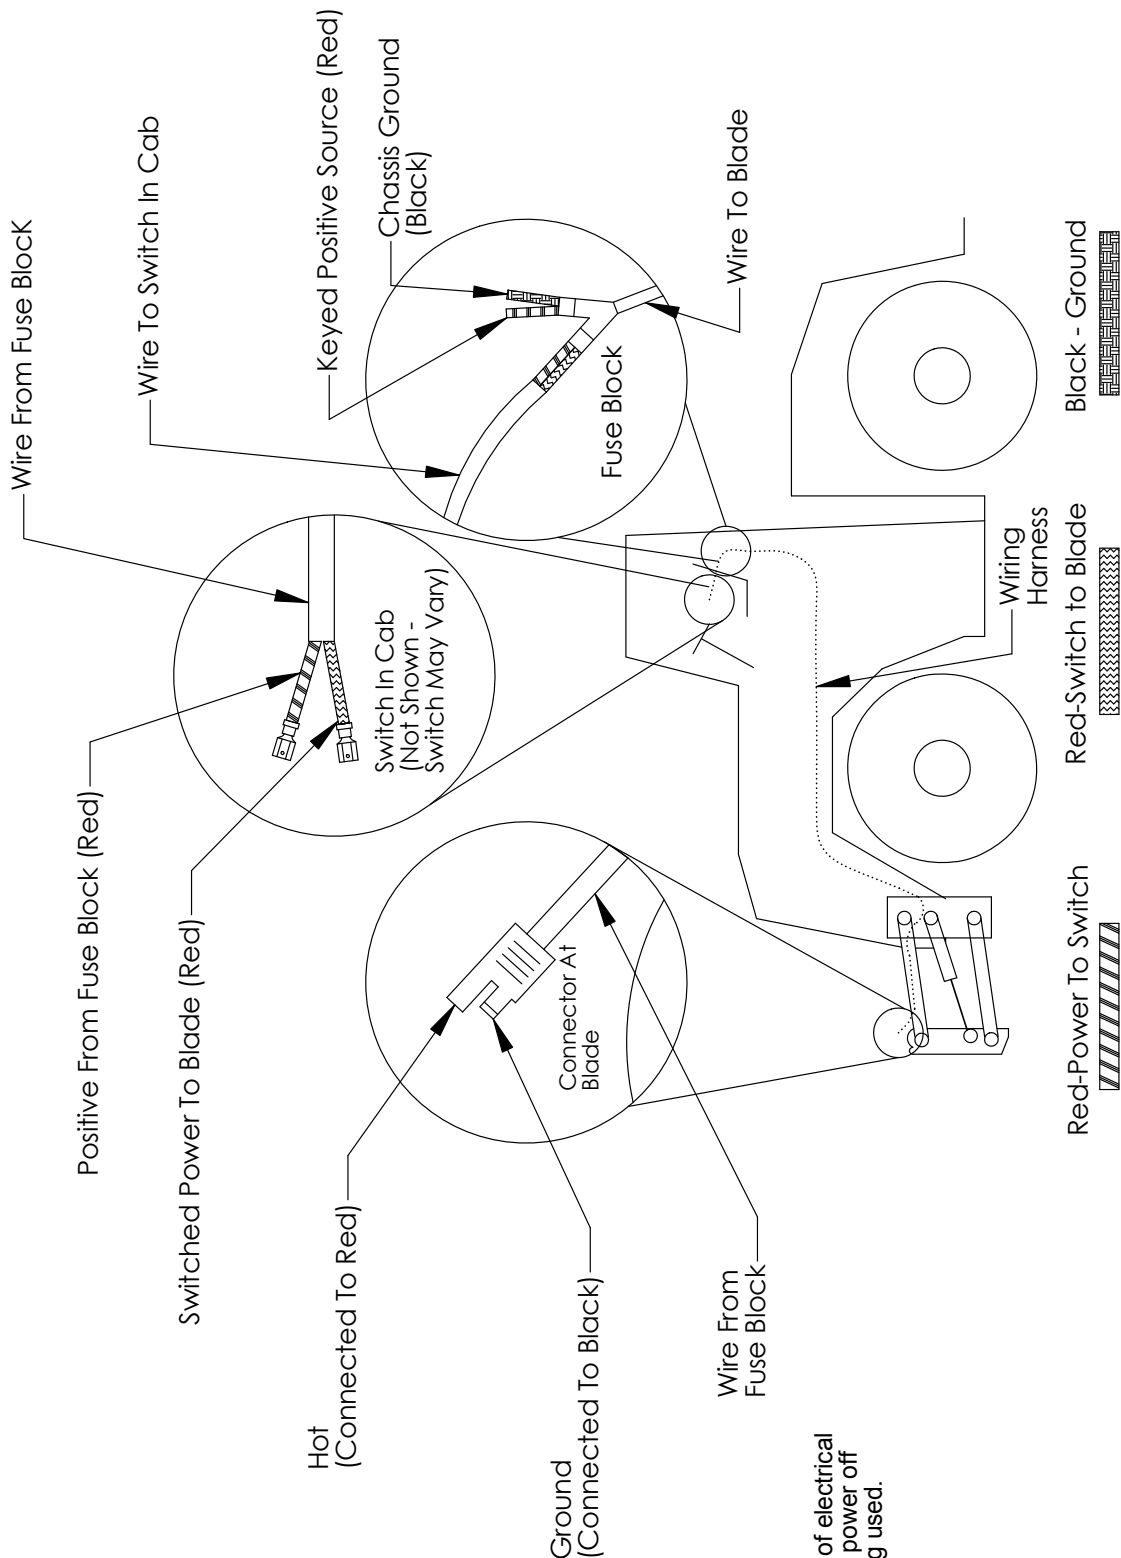 Wire From Fuse BlocK
Wire To Switch In Cab
Keyed Positive Source (Red)
Chassis Ground
(Black)
Wire To Blade
Fuse Block
Positive From Fuse Block (Red)
Switched Power To Blade (Red)
Switch In Cab
(Not Shown -
Switch May Vary)
Hot
(Connected To Red)
Ground
(Connected To Black)
Connector At
Blade
Wire From
Fuse Block
Wiring
Harness
Red-Power To Switch
Red-Switch to Blade
Black - Ground
of electrical
power off
g used.